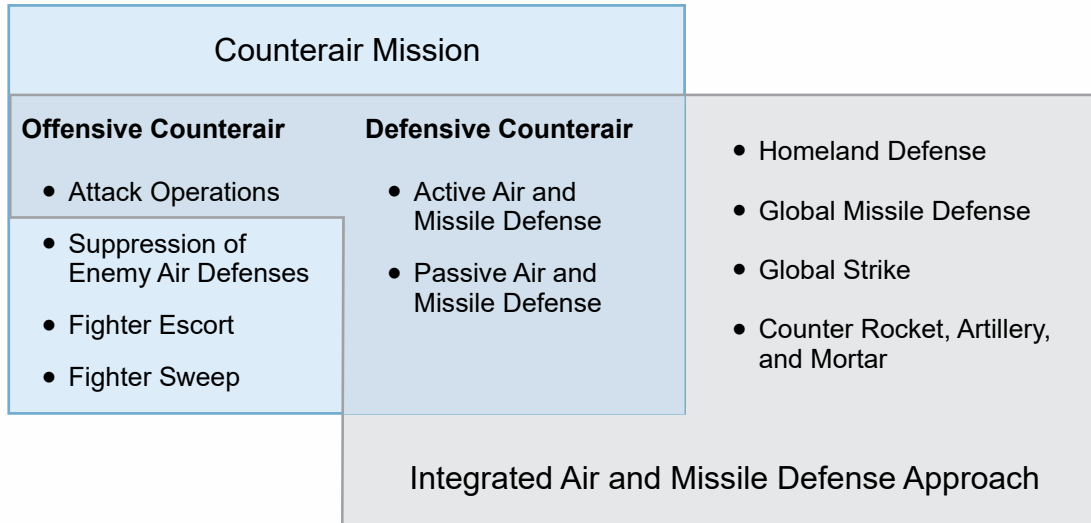 Counterair Mission
Offensive Counterair
• Attack Operations
• Suppression of
Enemy Air Defenses
• Fighter Escort
• Fighter Sweep
Defensive Counterair
• Active Air and
Missile Defense
• Passive Air and
Missile Defense
• Homeland Defense
• Global Missile Defense
• Global Strike
• Counter Rocket, Artillery,
and Mortar
Integrated Air and Missile Defense Approach